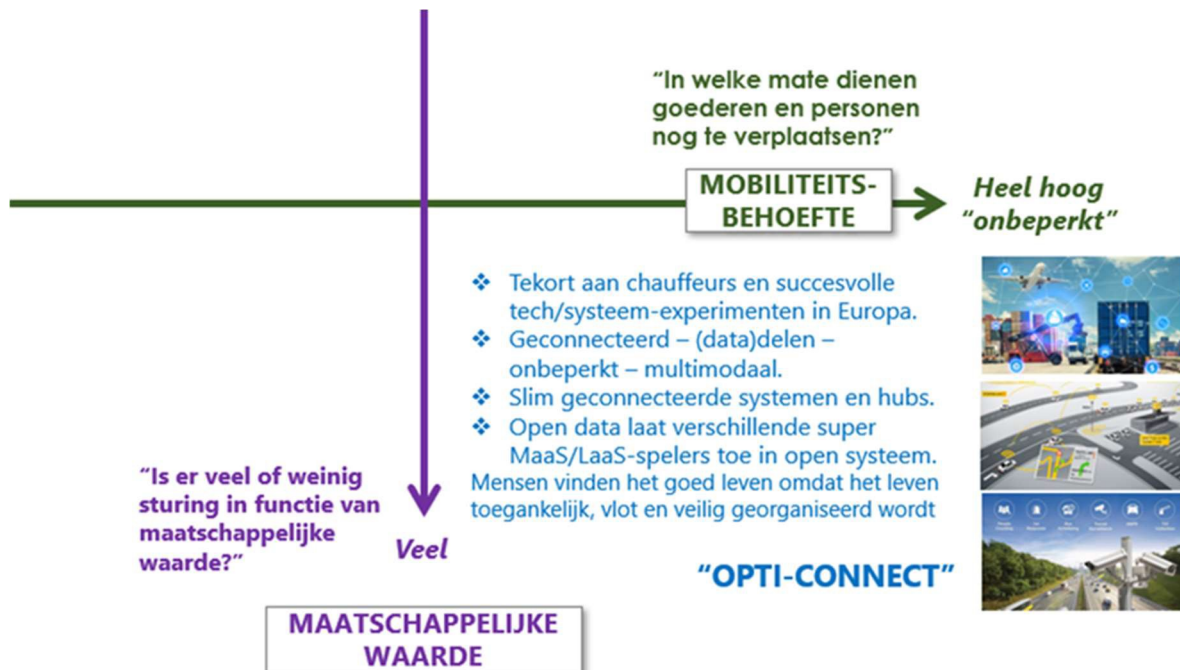 “In welke mate dienen
goederen en personen
nog te verplaatsen?”
MOBILITEITS-
BEHOEFTE
Heel hoog
“onbeperkt”
❖ Tekort aan chauffeurs en succesvolle
tech/systeem-experimenten in Europa.
❖ Geconnecteerd – (data)delen –
onbeperkt – multimodaal.
❖ Slim geconnecteerde systemen en hubs.
❖ Open data laat verschillende super
MaaS/LaaS-spelers toe in open systeem.
Mensen vinden het goed leven omdat het leven
toegankelijk, vlot en veilig georganiseerd wordt
“OPTI-CONNECT”
“Is er veel of weinig
sturing in functie van
maatschappelijke
waarde?”
Veel
MAATSCHAPPELIJKE
WAARDE